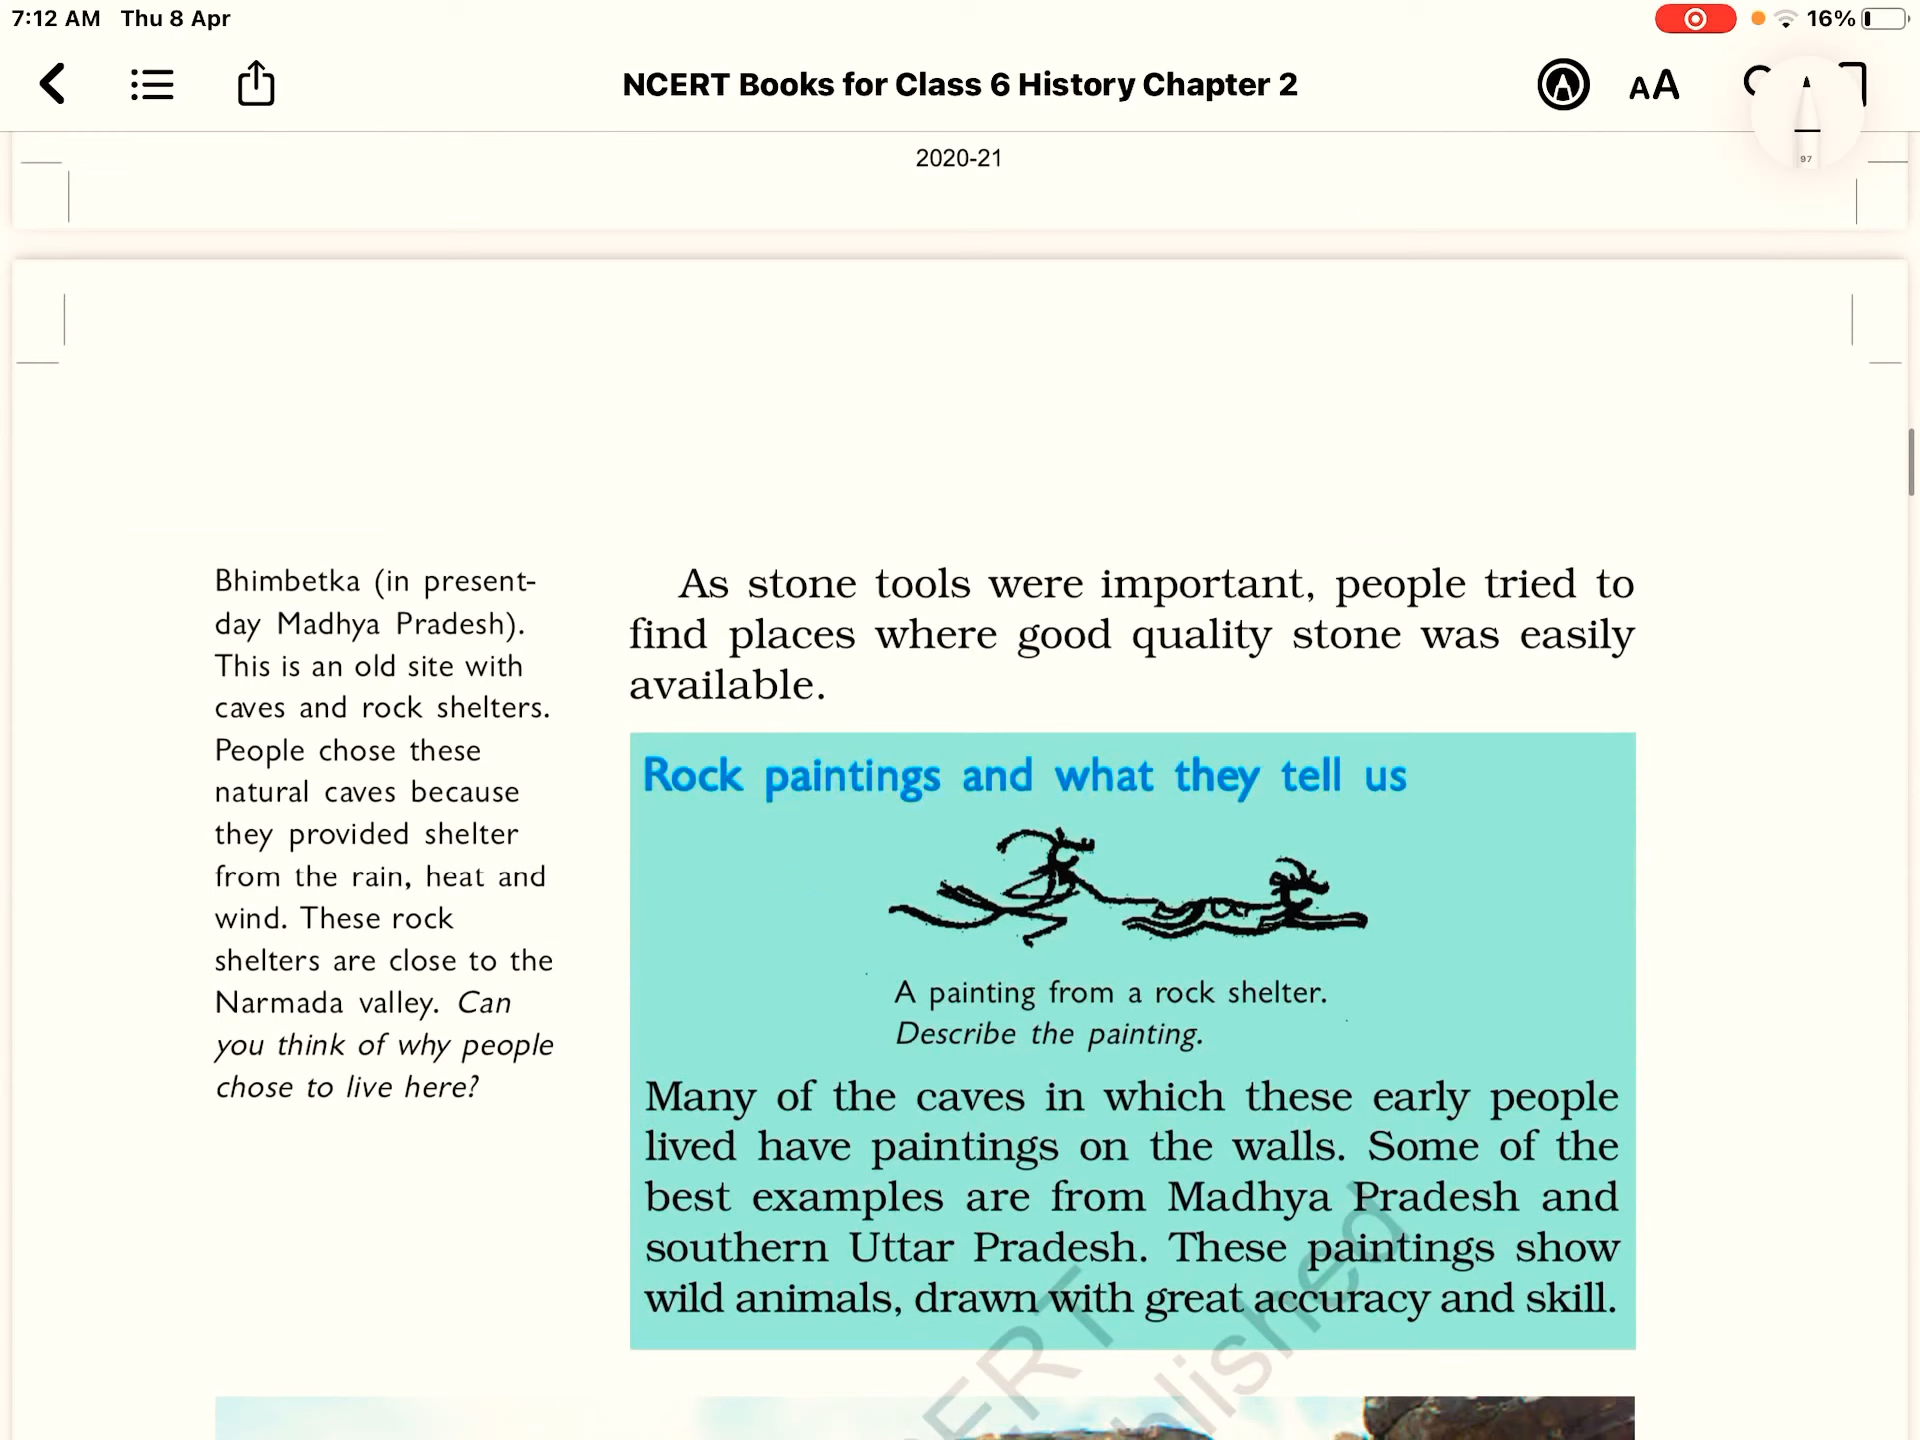 7:12 AM Thu 8 Apr
16%
NCERT Books for Class 6 History Chapter 2
AA
97
2020-21
Bhimbetka (in present-
day Madhya Pradesh).
This is an old site with
caves and rock shelters.
People chose these
natural caves because
they provided shelter
from the rain, heat and
wind. These rock
shelters are close to the
Narmada valley. Can
you think of why people
chose to live here?
As stone tools were important, people tried to
find places where good quality stone was easily
available.
Rock paintings and what they tell us
A painting from a rock shelter.
Describe the painting.
Many of the caves in which these early people
lived have paintings on the walls. Some of the
best examples are from Madhya Pradesh and
southern Uttar Pradesh. These paintings show
wild animals, drawn with great accuracy and skill.